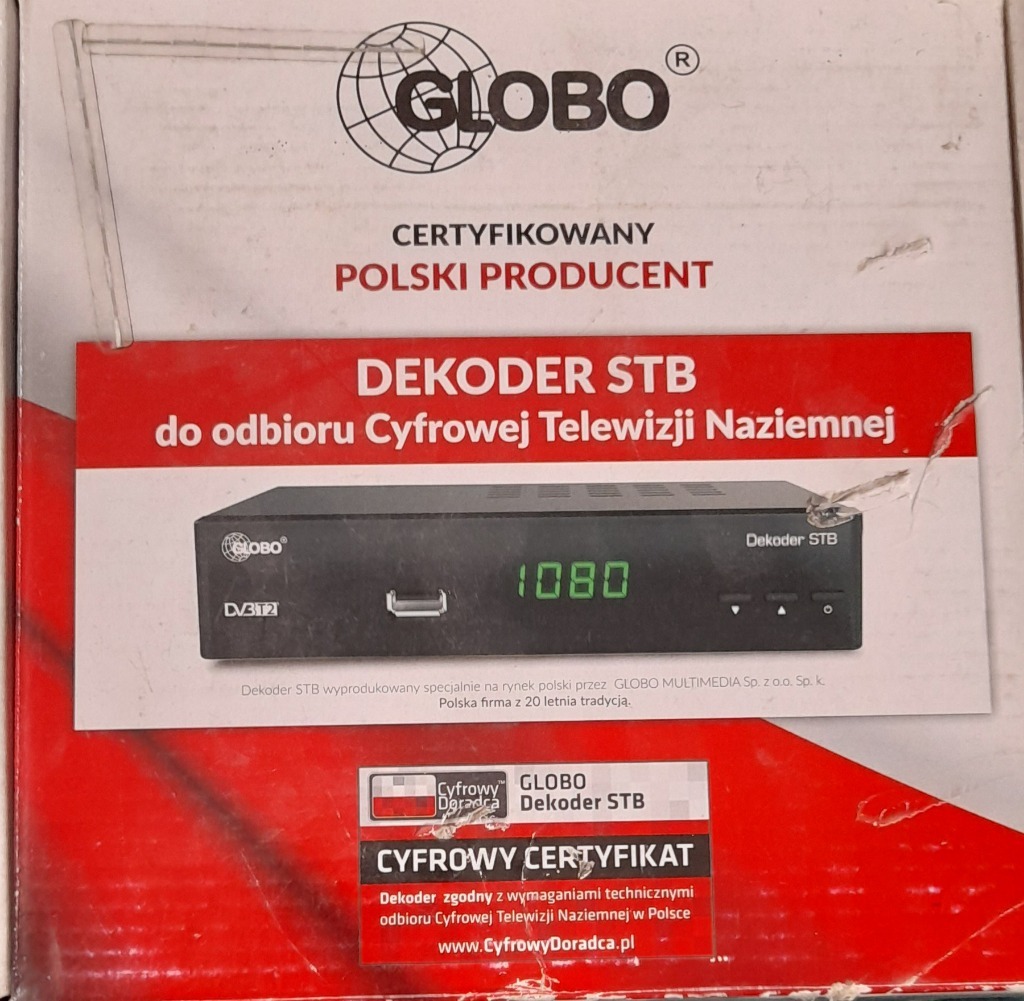 GLOBO®
CERTYFIKOWANY
POLSKI PRODUCENT
DEKODER STB
do odbioru Cyfrowej Telewizji Naziemnej
GLOBO®
Dekoder STB
1080
DVB T2
Dekoder STB wyprodukowany specjalnie na rynek polski przez GLOBO MULTIMEDIA Sp. z o.o. Sp. k.
Polska firma z 20 letnia tradycją.
Cyfrowy™
Doradca
GLOBO
Dekoder STB
CYFROWY CERTYFIKAT
Dekoder zgodny z wymaganiami technicznymi
odbioru Cyfrowej Telewizji Naziemnej w Polsce
www.CyfrowyDoradca.pl